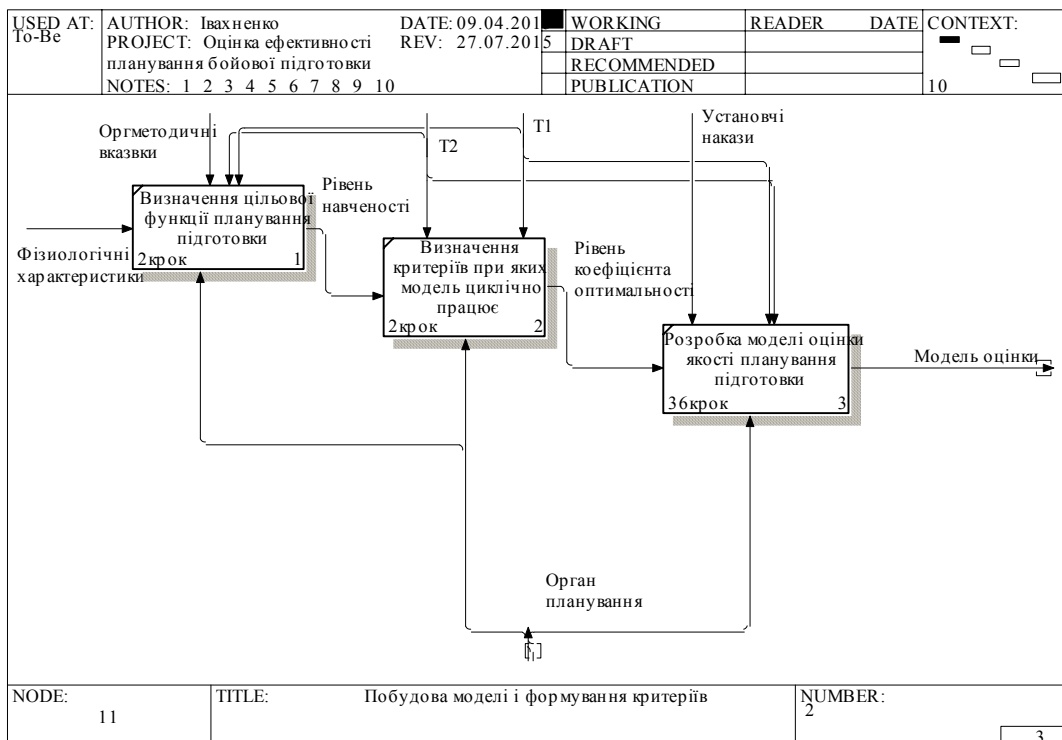 USED AT:
To-Be
AUTHOR: Івахненко
DATE: 09.04.2015
PROJECT: Оцінка ефективності
планування бойової підготовки
REV: 27.07.2015
NOTES: 1 2 3 4 5 6 7 8 9 10
WORKING
DRAFT
RECOMMENDED
PUBLICATION
READER DATE
CONTEXT:
10
Оргметодичні
вказвки
T2
T1
Установчі
накази
Визначення цільової
функції планування
підготовки
2крок 1
Рівень
навченості
Фізиологічні
характеристики
Визначення
критеріїв при яких
модель циклічно
працює
2крок 2
Рівень
коефіцієнта
оптимальності
Розробка моделі оцінки
якості планування
підготовки
36крок 3
Модель оцінки
Орган
планування
NODE:
11
TITLE: Побудова моделі і формування критеріїв
NUMBER:
2
3